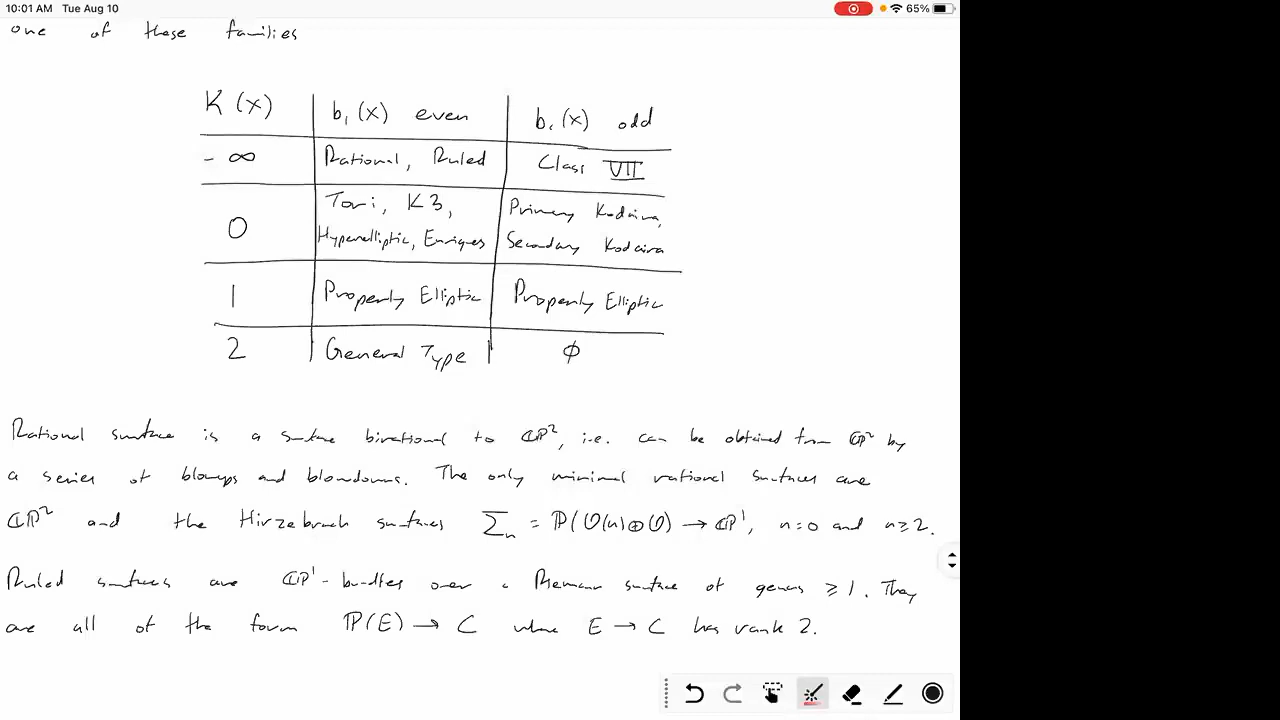 10:01 AM Tue Aug 10
65%
one of these families
K(X) b₁(X) even b₁(X) odd
-∞ Rational, Ruled Class VII
0 Tori, K3, Hyperelliptic, Enriques Primary Kodaira, Secondary Kodaira
1 Properly Elliptic Properly Elliptic
2 General Type ϕ
Rational surface is a surface birational to ℂℙ², i.e. can be obtained from ℂℙ² by
a series of blowups and blowdowns. The only minimal rational surfaces are
ℂℙ² and the Hirzebruch surfaces Σₙ = ℙ(O(n)⊕O) → ℂℙ¹, n=0 and n≥2.
Ruled surfaces are ℂℙ¹-bundles over a Riemann surface of genus ≥1. They
are all of the form ℙ(E) → C where E → C has rank 2.